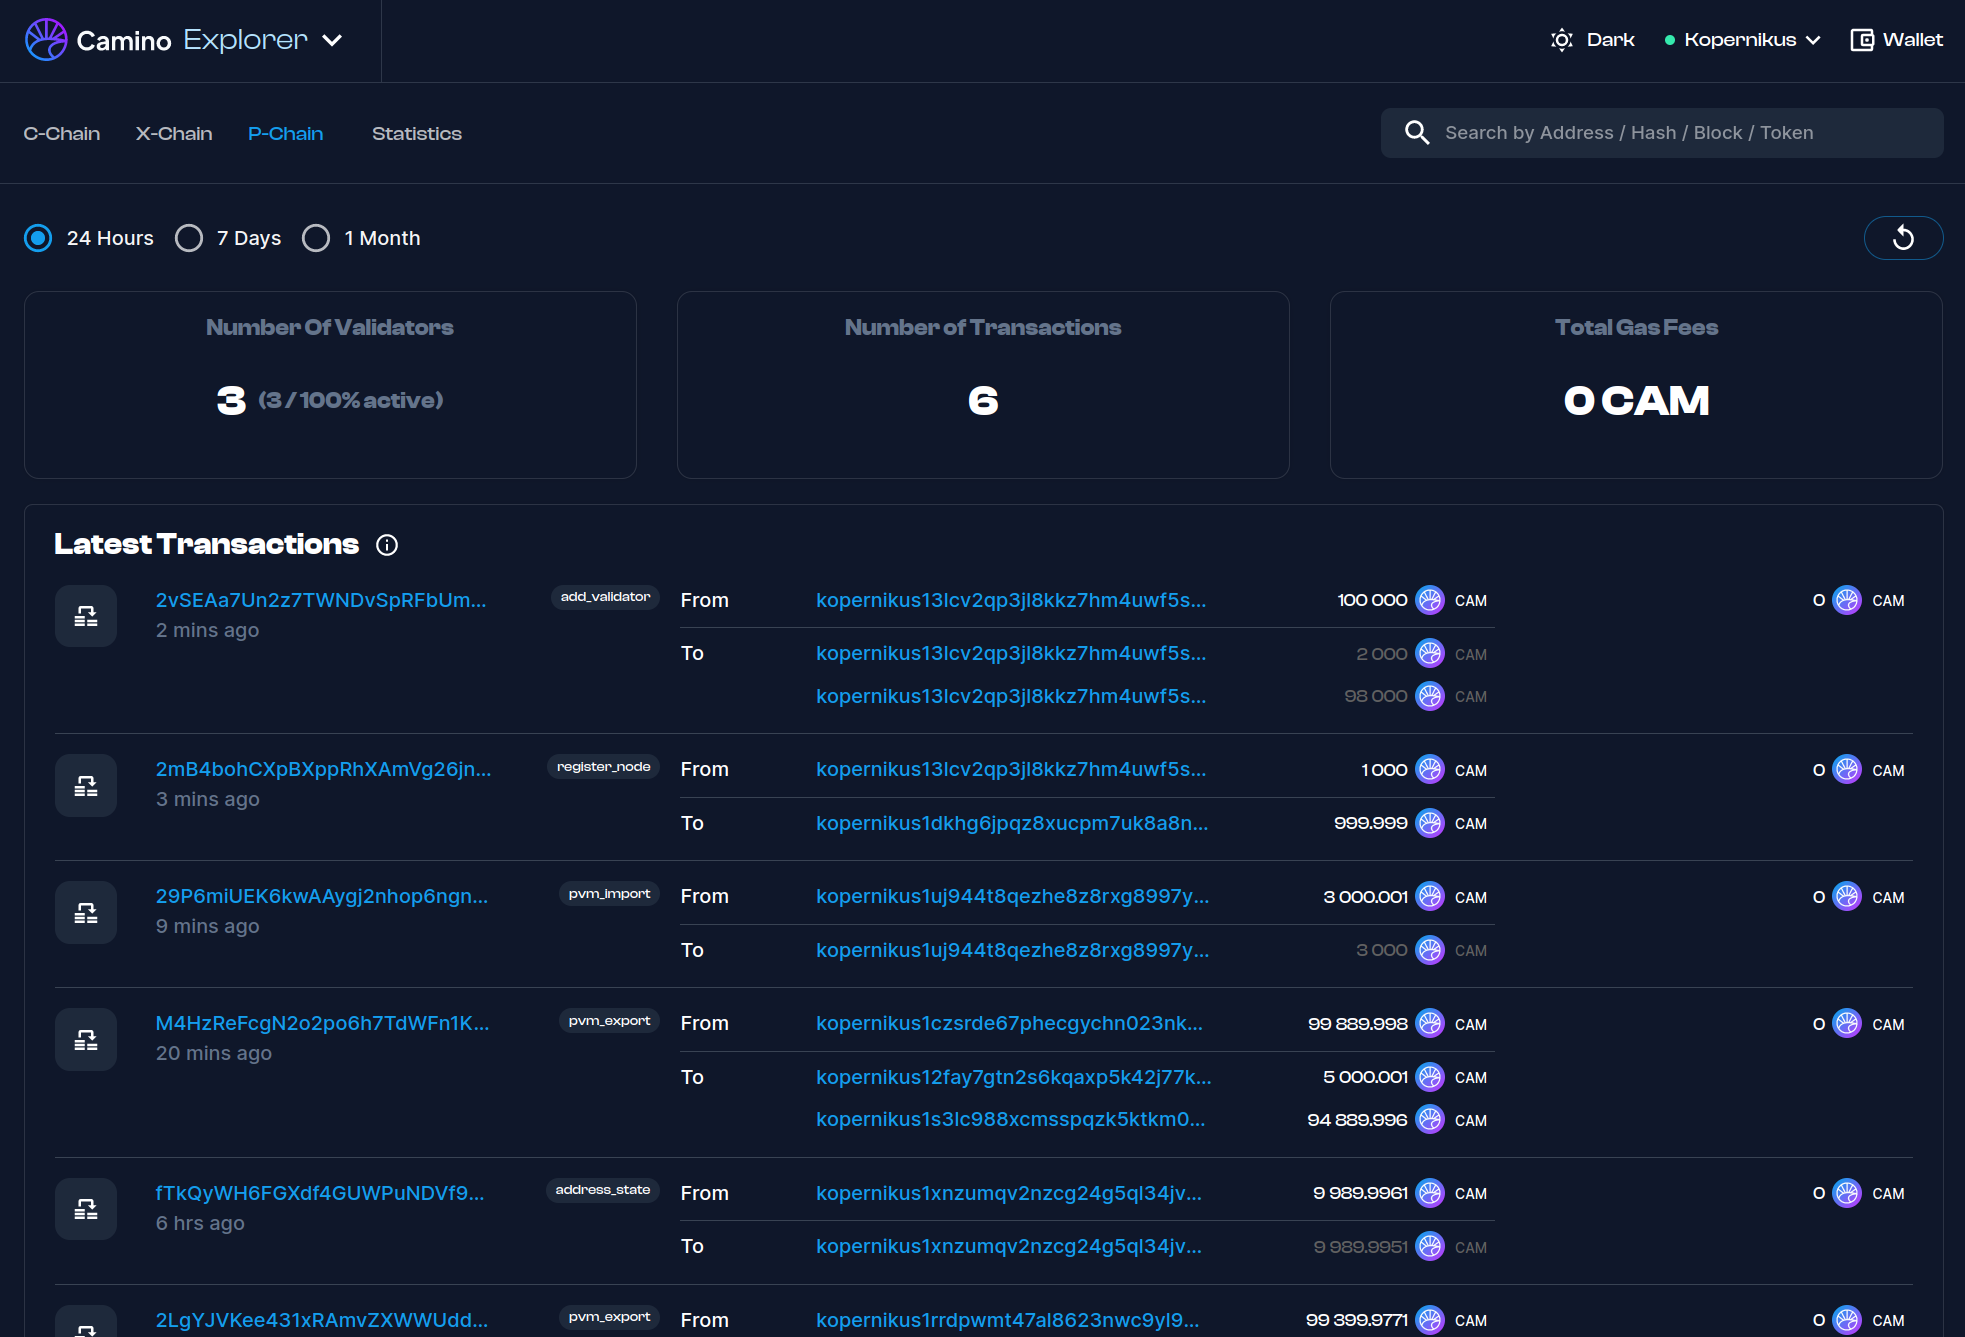 Camino Explorer
Dark
Kopernikus
Wallet
C-Chain X-Chain P-Chain Statistics
Search by Address / Hash / Block / Token
24 Hours 7 Days 1 Month
Number Of Validators
3 (3 / 100% active)
Number of Transactions
6
Total Gas Fees
0 CAM
Latest Transactions
2vSEAa7Un2z7TWNDvSpRFbUm... add_validator From kopernikus13lcv2qp3jl8kkz7hm4uwf5s... 100 000 CAM 0 CAM
2 mins ago
To kopernikus13lcv2qp3jl8kkz7hm4uwf5s... 2 000 CAM
kopernikus13lcv2qp3jl8kkz7hm4uwf5s... 98 000 CAM
2mB4bohCXpBXppRhXAmVg26jn... register_node From kopernikus13lcv2qp3jl8kkz7hm4uwf5s... 1 000 CAM 0 CAM
3 mins ago
To kopernikus1dkhg6jpqz8xucpm7uk8a8n... 999.999 CAM
29P6miUEK6kwAAygj2nhop6ngn... pvm_import From kopernikus1uj944t8qezhe8z8rxg8997y... 3 000.001 CAM 0 CAM
9 mins ago
To kopernikus1uj944t8qezhe8z8rxg8997y... 3 000 CAM
M4HzReFcgN2o2po6h7TdWFn1K... pvm_export From kopernikus1czsrde67phecgychn023nk... 99 889.998 CAM 0 CAM
20 mins ago
To kopernikus12fay7gtn2s6kqaxp5k42j77k... 5 000.001 CAM
kopernikus1s3lc988xcmsspqzk5ktkm0... 94 889.996 CAM
fTkQyWH6FGXdf4GUWPuNDVf9... address_state From kopernikus1xnzumqv2nzcg24g5ql34jv... 9 989.9961 CAM 0 CAM
6 hrs ago
To kopernikus1xnzumqv2nzcg24g5ql34jv... 9 989.9951 CAM
2LgYJVKee431xRAmvZXWWUdd... pvm_export From kopernikus1rrdpwmt47al8623nwc9yl9... 99 399.9771 CAM 0 CAM